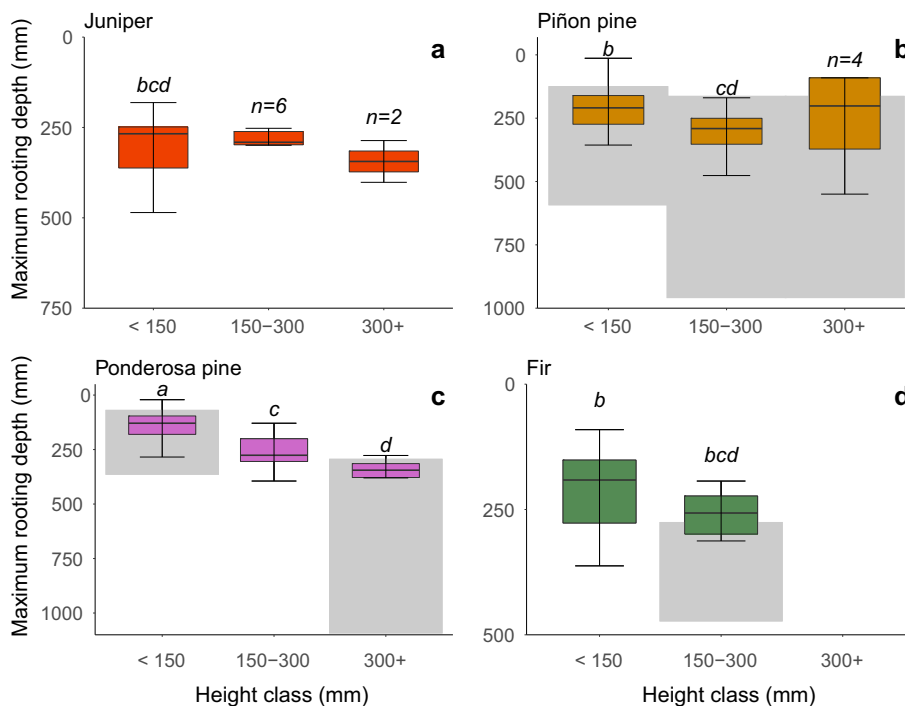 Juniper
a
Maximum rooting depth (mm)
0
250
500
750
bcd
n=6
n=2
< 150
150−300
300+
Piñon pine
b
0
250
500
750
1000
b
cd
n=4
< 150
150−300
300+
Ponderosa pine
c
Maximum rooting depth (mm)
0
250
500
750
1000
a
c
d
< 150
150−300
300+
Height class (mm)
Fir
d
0
250
500
b
bcd
< 150
150−300
300+
Height class (mm)